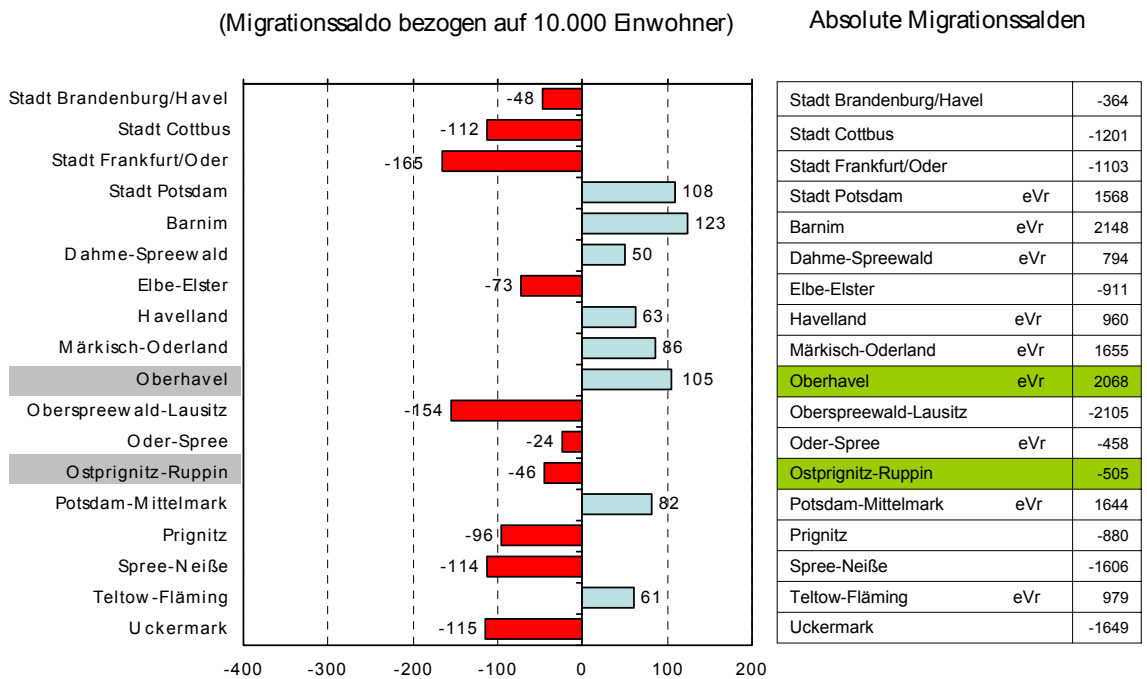 (Migrationssaldo bezogen auf 10.000 Einwohner)
Absolute Migrationssalden
Stadt Brandenburg/Havel -48
Stadt Cottbus -112
Stadt Frankfurt/Oder -165
Stadt Potsdam 108
Barnim 123
Dahme-Spreewald 50
Elbe-Elster -73
Havelland 63
Märkisch-Oderland 86
Oberhavel 105
Oberspreewald-Lausitz -154
Oder-Spree -24
Ostprignitz-Ruppin -46
Potsdam-Mittelmark 82
Prignitz -96
Spree-Neiße -114
Teltow-Fläming 61
Uckermark -115
-400 -300 -200 -100 0 100 200
Stadt Brandenburg/Havel -364
Stadt Cottbus -1201
Stadt Frankfurt/Oder -1103
Stadt Potsdam eVr 1568
Barnim eVr 2148
Dahme-Spreewald eVr 794
Elbe-Elster -911
Havelland eVr 960
Märkisch-Oderland eVr 1655
Oberhavel eVr 2068
Oberspreewald-Lausitz -2105
Oder-Spree eVr -458
Ostprignitz-Ruppin -505
Potsdam-Mittelmark eVr 1644
Prignitz -880
Spree-Neiße -1606
Teltow-Fläming eVr 979
Uckermark -1649